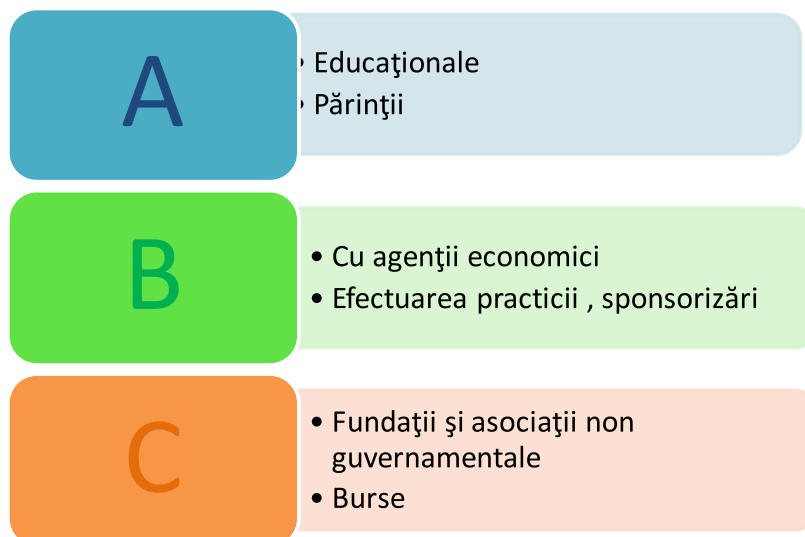 A
• Educaţionale
• Părinţii
B
• Cu agenţii economici
• Efectuarea practicii , sponsorizări
C
• Fundaţii şi asociaţii non
guvernamentale
• Burse